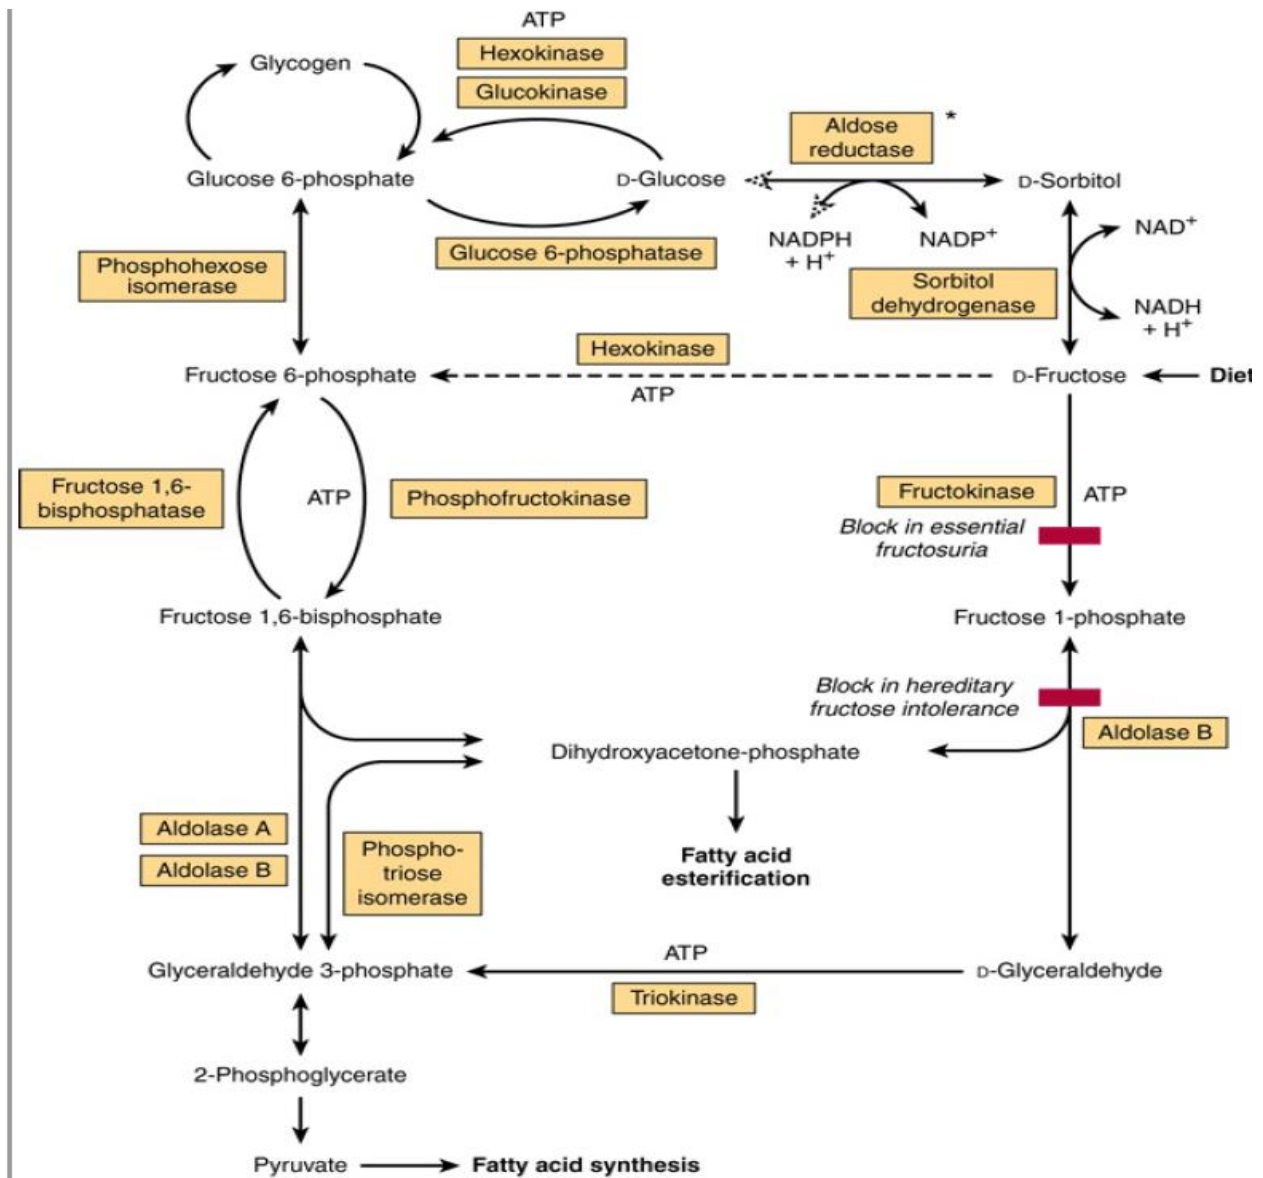 ATP
Hexokinase
Glycogen
Glucokinase
Aldose
reductase
*
Glucose 6-phosphate
D-Glucose
D-Sorbitol
NADPH
+ H+
NADP+
NAD+
Glucose 6-phosphatase
Phosphohexose
isomerase
Sorbitol
dehydrogenase
NADH
+ H+
Hexokinase
Fructose 6-phosphate
ATP
D-Fructose
Diet
Fructose 1,6-
bisphosphatase
ATP
Phosphofructokinase
Fructokinase
ATP
Block in essential
fructosuria
Fructose 1,6-bisphosphate
Fructose 1-phosphate
Block in hereditary
fructose intolerance
Aldolase B
Dihydroxyacetone-phosphate
Aldolase A
Aldolase B
Phospho-
triose
isomerase
Fatty acid
esterification
ATP
Glyceraldehyde 3-phosphate
D-Glyceraldehyde
Triokinase
2-Phosphoglycerate
Pyruvate
Fatty acid synthesis